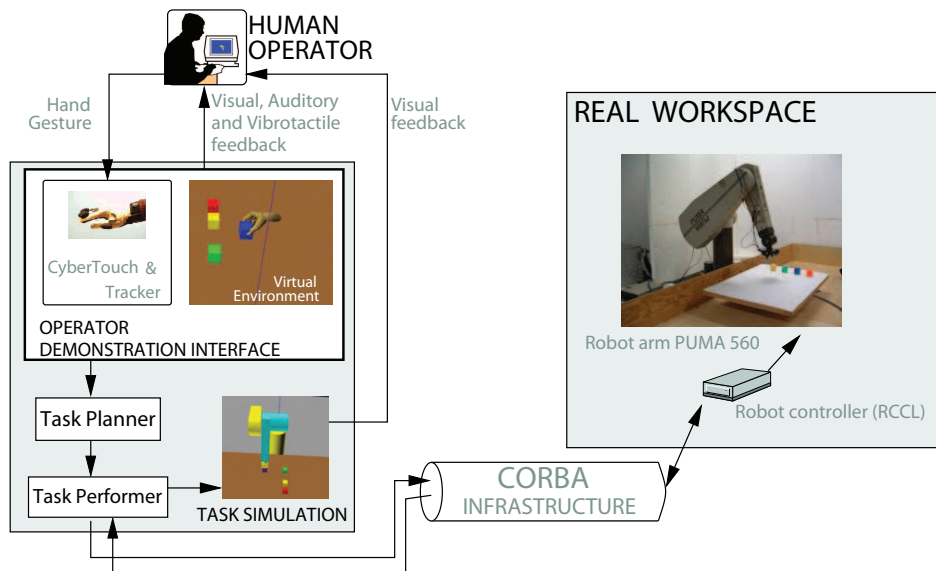 HUMAN
OPERATOR
Hand
Gesture
Visual, Auditory
and Vibrotactile
feedback
Visual
feedback
CyberTouch &
Tracker
Virtual
Environment
OPERATOR
DEMONSTRATION INTERFACE
Task Planner
Task Performer
TASK SIMULATION
CORBA
INFRASTRUCTURE
REAL WORKSPACE
Robot arm PUMA 560
Robot controller (RCCL)